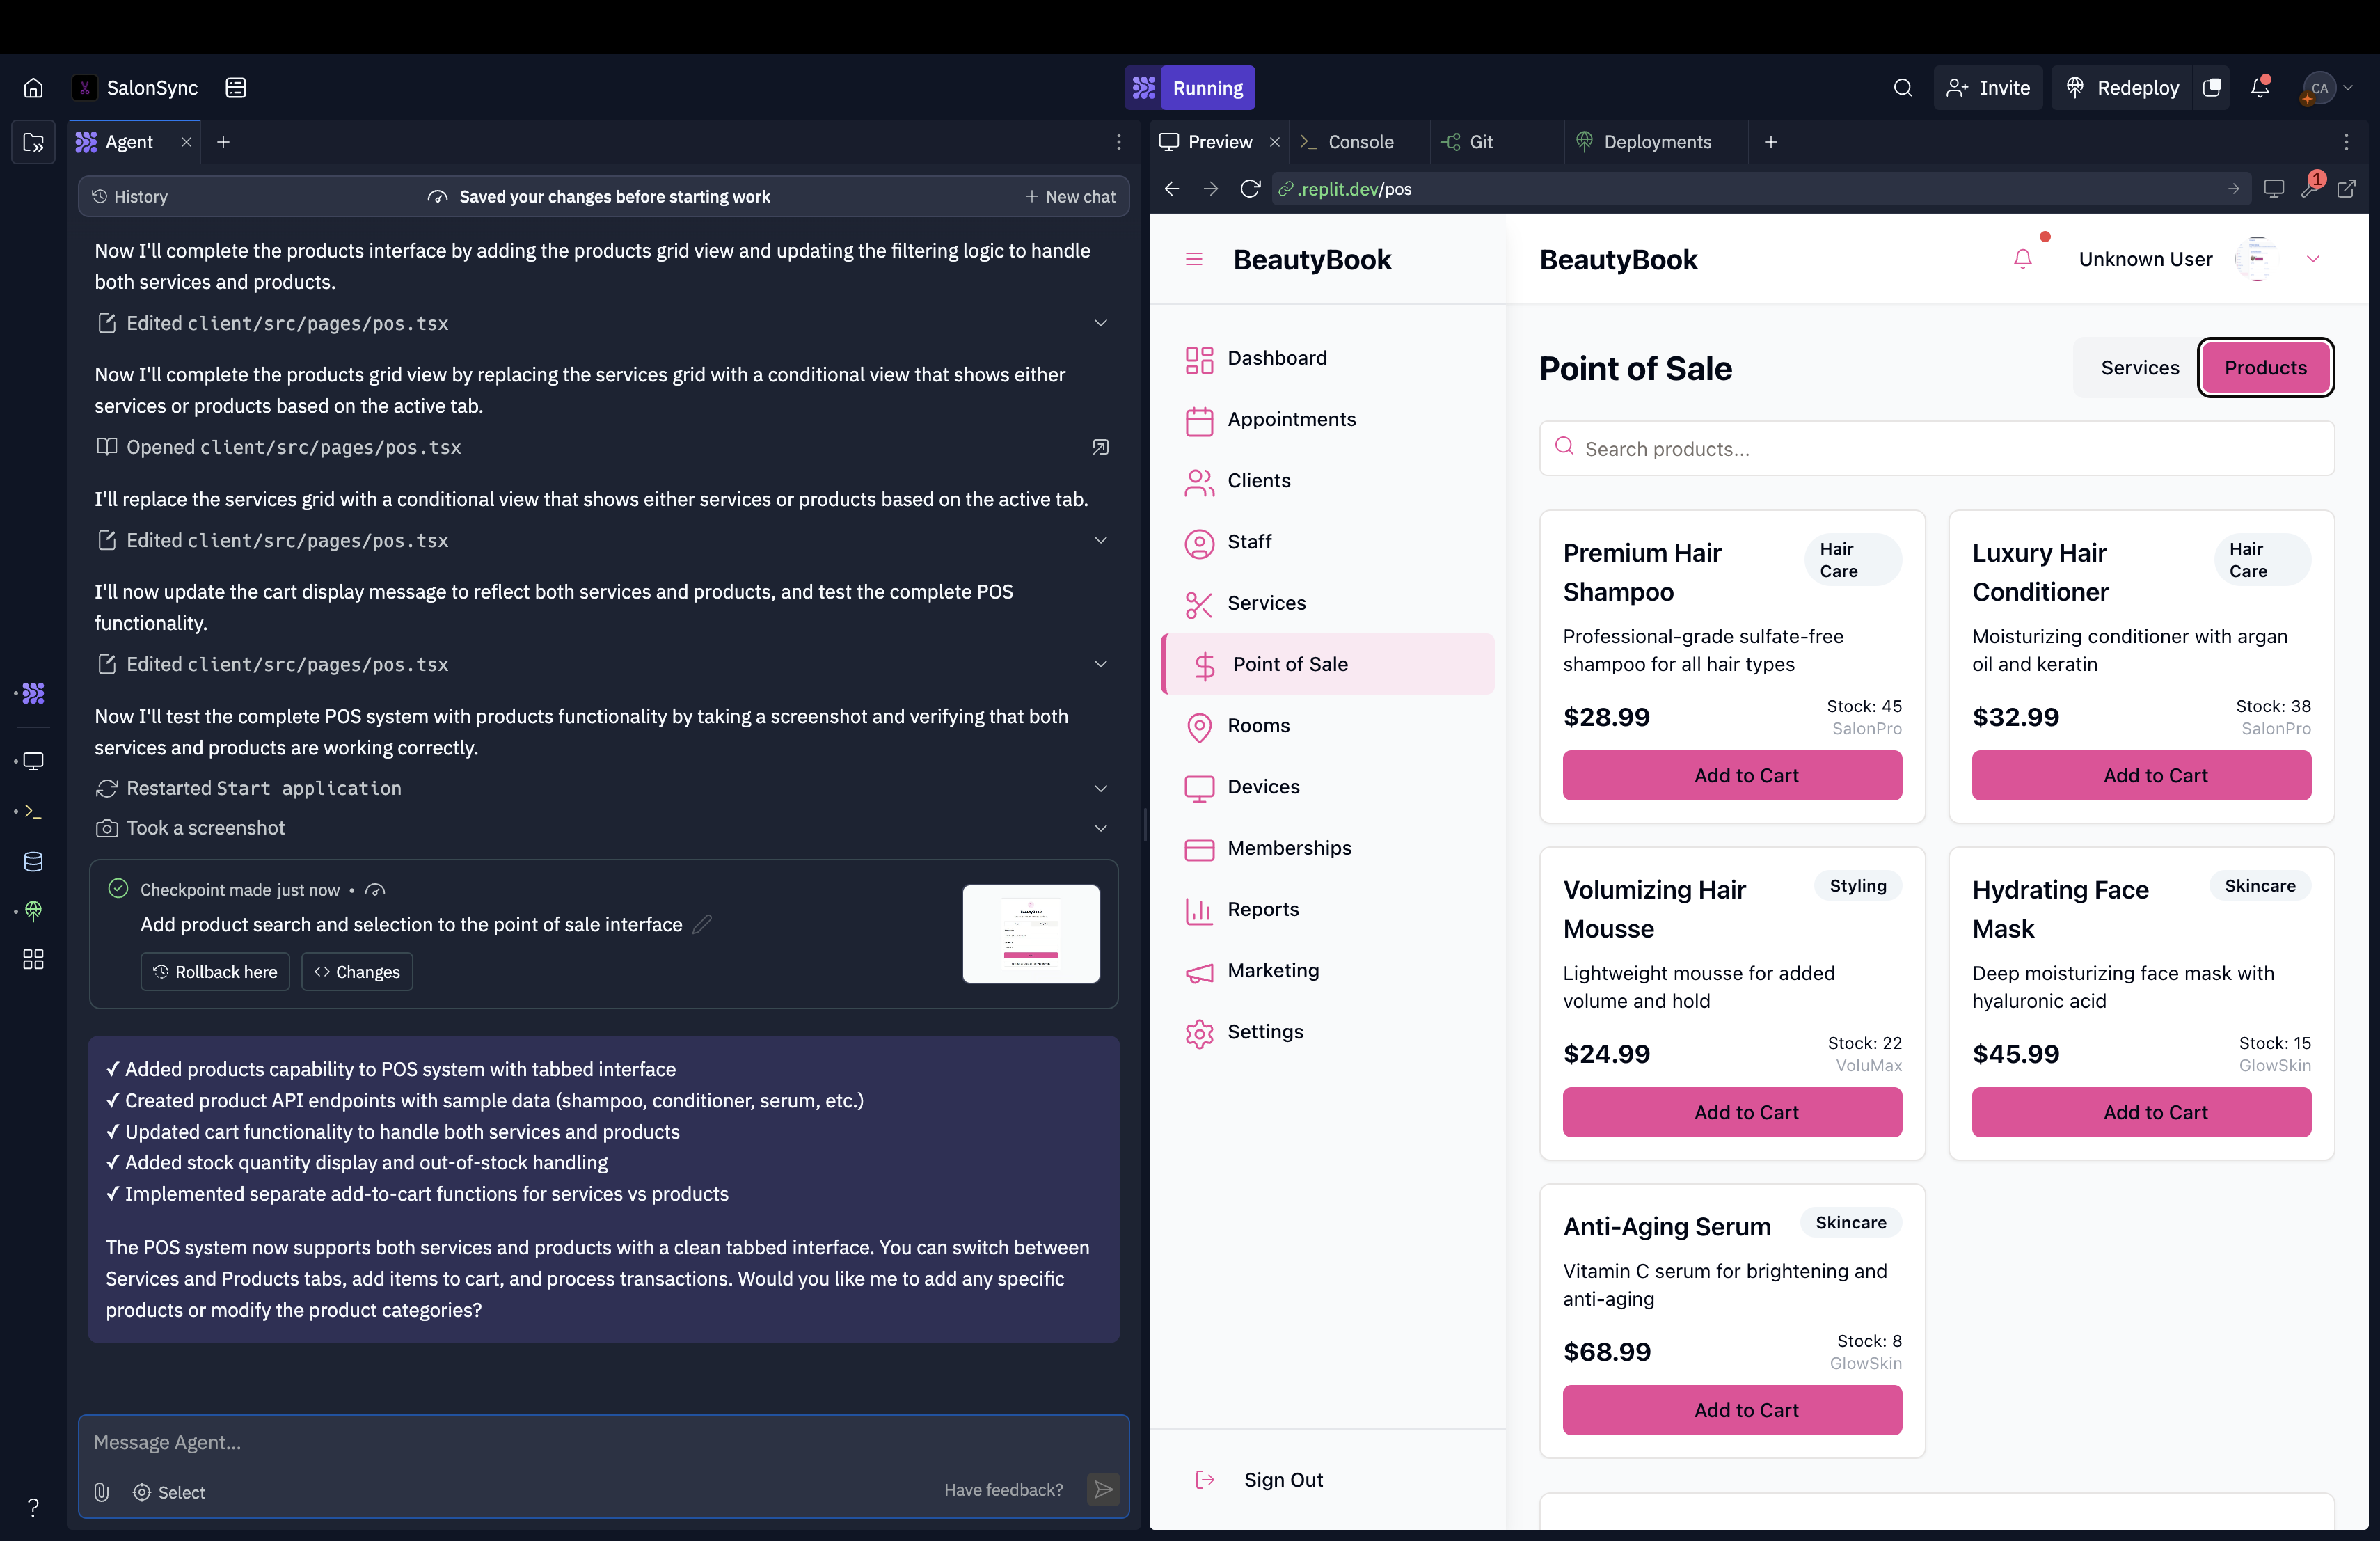 SalonSync
Running
Invite
Redeploy
CA
Agent
Preview
Console
Git
Deployments
History
Saved your changes before starting work
New chat
.replit.dev/pos
1
Now I'll complete the products interface by adding the products grid view and updating the filtering logic to handle
both services and products.
Edited client/src/pages/pos.tsx
Now I'll complete the products grid view by replacing the services grid with a conditional view that shows either
services or products based on the active tab.
Opened client/src/pages/pos.tsx
I'll replace the services grid with a conditional view that shows either services or products based on the active tab.
Edited client/src/pages/pos.tsx
I'll now update the cart display message to reflect both services and products, and test the complete POS
functionality.
Edited client/src/pages/pos.tsx
Now I'll test the complete POS system with products functionality by taking a screenshot and verifying that both
services and products are working correctly.
Restarted Start application
Took a screenshot
Checkpoint made just now •
Add product search and selection to the point of sale interface
Rollback here
Changes
✓ Added products capability to POS system with tabbed interface
✓ Created product API endpoints with sample data (shampoo, conditioner, serum, etc.)
✓ Updated cart functionality to handle both services and products
✓ Added stock quantity display and out-of-stock handling
✓ Implemented separate add-to-cart functions for services vs products
The POS system now supports both services and products with a clean tabbed interface. You can switch between
Services and Products tabs, add items to cart, and process transactions. Would you like me to add any specific
products or modify the product categories?
Message Agent...
Select
Have feedback?
?
BeautyBook
Dashboard
Appointments
Clients
Staff
Services
Point of Sale
Rooms
Devices
Memberships
Reports
Marketing
Settings
Sign Out
BeautyBook
Unknown User
Point of Sale
Services
Products
Search products...
Premium Hair
Shampoo
Hair
Care
Professional-grade sulfate-free
shampoo for all hair types
$28.99
Stock: 45
SalonPro
Add to Cart
Luxury Hair
Conditioner
Hair
Care
Moisturizing conditioner with argan
oil and keratin
$32.99
Stock: 38
SalonPro
Add to Cart
Volumizing Hair
Mousse
Styling
Lightweight mousse for added
volume and hold
$24.99
Stock: 22
VoluMax
Add to Cart
Hydrating Face
Mask
Skincare
Deep moisturizing face mask with
hyaluronic acid
$45.99
Stock: 15
GlowSkin
Add to Cart
Anti-Aging Serum
Skincare
Vitamin C serum for brightening and
anti-aging
$68.99
Stock: 8
GlowSkin
Add to Cart